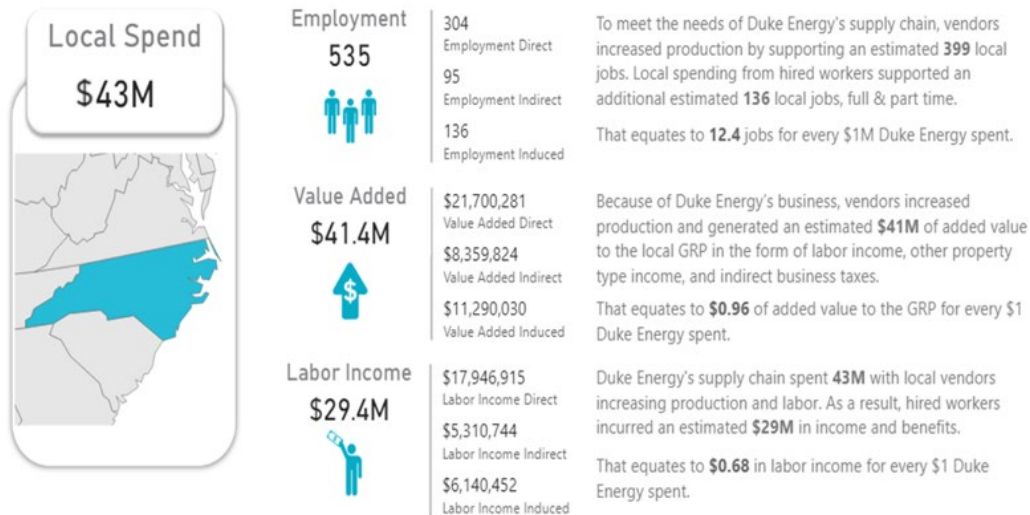 Local Spend
$43M
Employment
535
304
Employment Direct
95
Employment Indirect
136
Employment Induced
To meet the needs of Duke Energy's supply chain, vendors
increased production by supporting an estimated 399 local
jobs. Local spending from hired workers supported an
additional estimated 136 local jobs, full & part time.
That equates to 12.4 jobs for every $1M Duke Energy spent.
Value Added
$41.4M
$
$21,700,281
Value Added Direct
$8,359,824
Value Added Indirect
$11,290,030
Value Added Induced
Because of Duke Energy's business, vendors increased
production and generated an estimated $41M of added value
to the local GRP in the form of labor income, other property
type income, and indirect business taxes.
That equates to $0.96 of added value to the GRP for every $1
Duke Energy spent.
Labor Income
$29.4M
$17,946,915
Labor Income Direct
$5,310,744
Labor Income Indirect
$6,140,452
Labor Income Induced
Duke Energy's supply chain spent 43M with local vendors
increasing production and labor. As a result, hired workers
incurred an estimated $29M in income and benefits.
That equates to $0.68 in labor income for every $1 Duke
Energy spent.